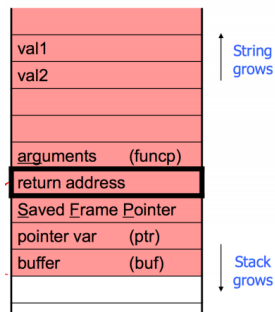 val1
String
grows
val2
arguments (funcp)
return address
Saved Frame Pointer
pointer var (ptr)
buffer (buf)
Stack
grows